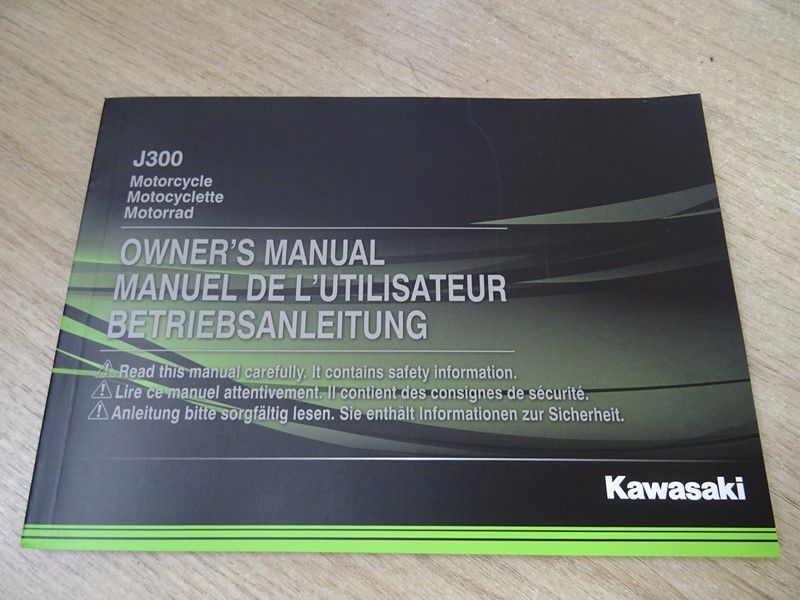 J300
Motorcycle
Motocyclette
Motorrad
OWNER'S MANUAL
MANUEL DE L'UTILISATEUR
BETRIEBSANLEITUNG
Read this manual carefully. It contains safety information.
Lire ce manuel attentivement. Il contient des consignes de sécurité.
Anleitung bitte sorgfältig lesen. Sie enthält Informationen zur Sicherheit.
Kawasaki